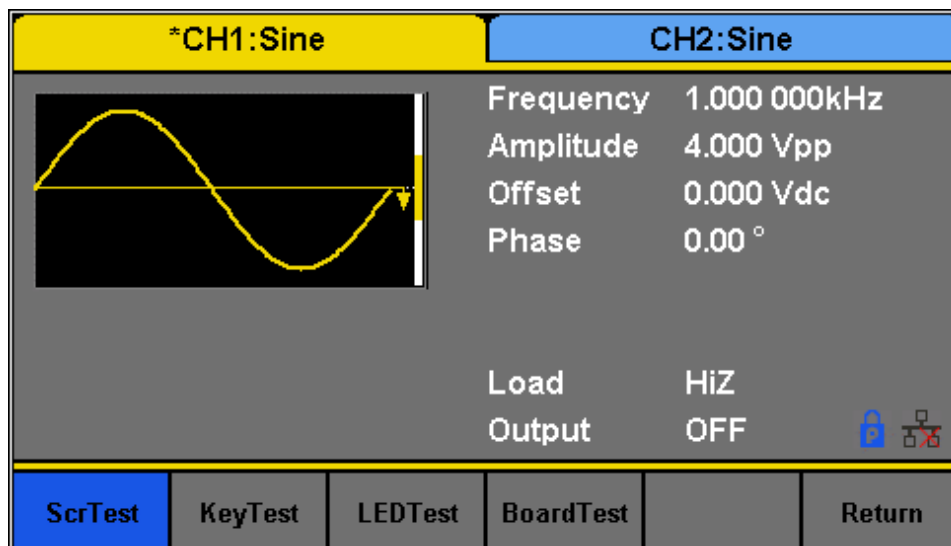 *CH1:Sine CH2:Sine
Frequency 1.000 000kHz
Amplitude 4.000 Vpp
Offset 0.000 Vdc
Phase 0.00 °
Load HiZ
Output OFF
P
ScrTest KeyTest LEDTest BoardTest Return